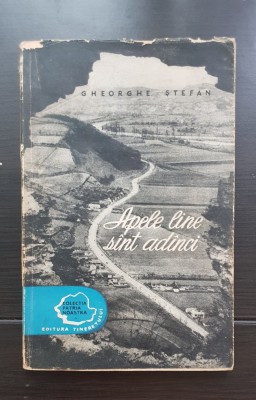 GHEORGHE ȘTEFAN
Apele line
sînt adînci
COLECȚIA
PATRIA
NOASTRĂ
EDITURA TINERETULUI